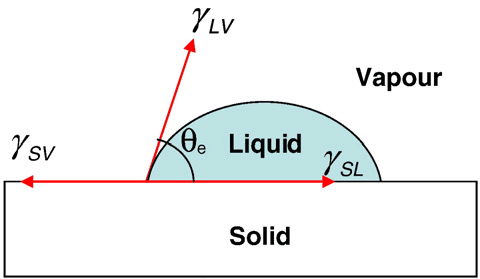 γLV
Vapour
γSV
θe
Liquid
γSL
Solid